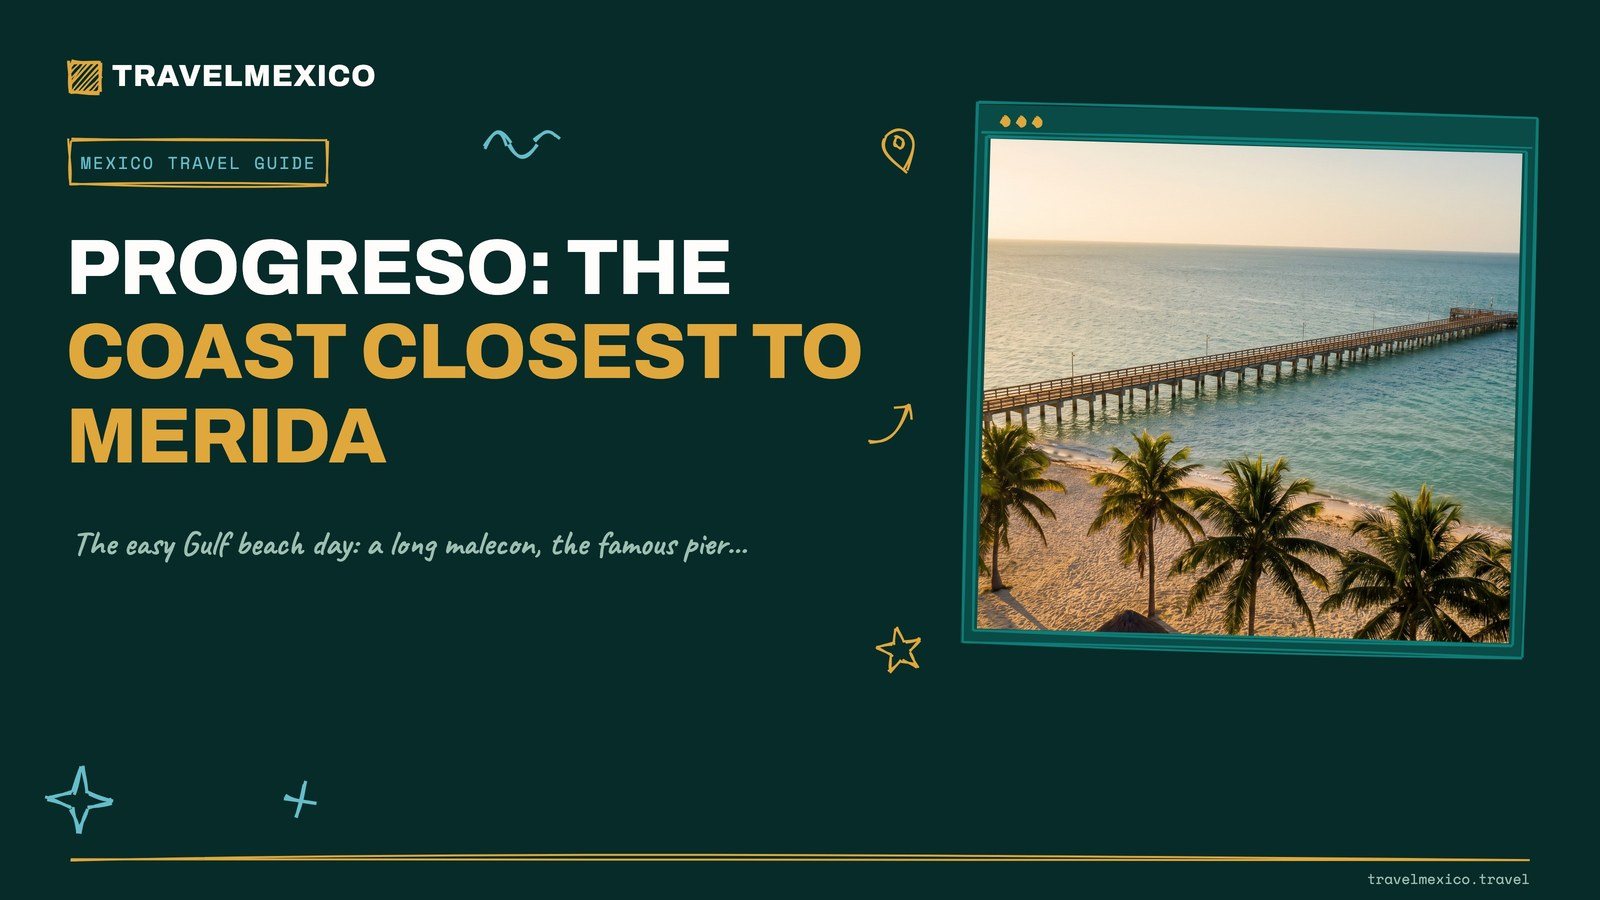 TRAVELMEXICO
MEXICO TRAVEL GUIDE
PROGRESO: THE
COAST CLOSEST TO
MERIDA
The easy Gulf beach day: a long malecon, the famous pier...
travelmexico.travel